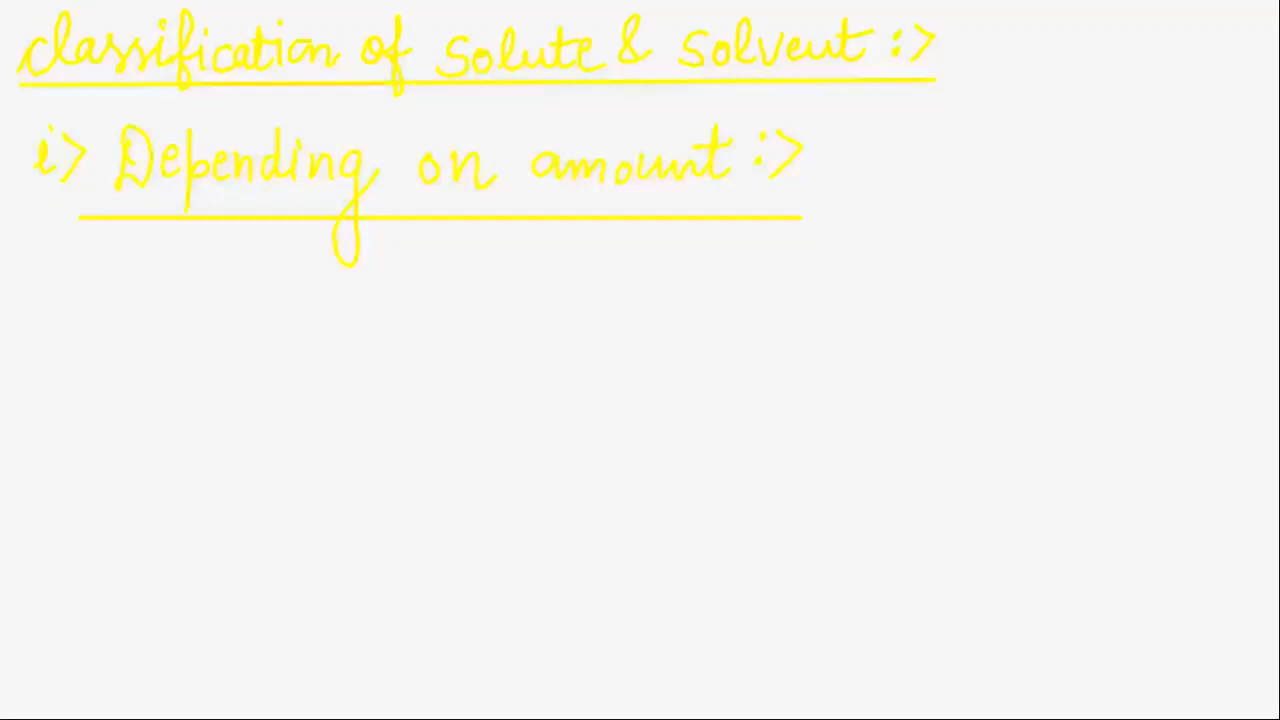 classification of solute & solvent :>
i> Depending on amount :>